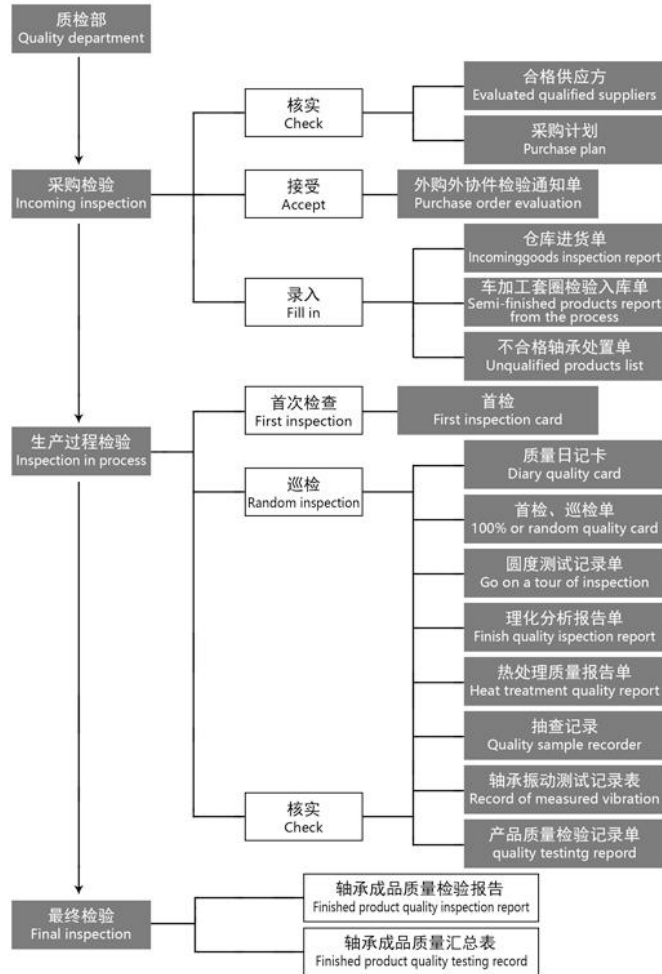 质检部
Quality department
合格供应方
Evaluated qualified suppliers
核实
Check
采购计划
Purchase plan
采购检验
Incoming inspection
接受
Accept
外购外协件检验通知单
Purchase order evaluation
仓库进货单
Incominggoods inspection report
录入
Fill in
车加工套圈检验入库单
Semi-finished products report
from the process
不合格轴承处置单
Unqualified products list
首次检查
First inspection
首检
First inspection card
生产过程检验
Inspection in process
质量日记卡
Diary quality card
巡检
Random inspection
首检、巡检单
100% or random quality card
圆度测试记录单
Go on a tour of inspection
理化分析报告单
Finish quality ispection report
热处理质量报告单
Heat treatment quality report
抽查记录
Quality sample recorder
轴承振动测试记录表
Record of measured vibration
核实
Check
产品质量检验记录单
quality testintg repord
轴承成品质量检验报告
Finished product quality inspection report
最终检验
Final inspection
轴承成品质量汇总表
Finished product quality testing record